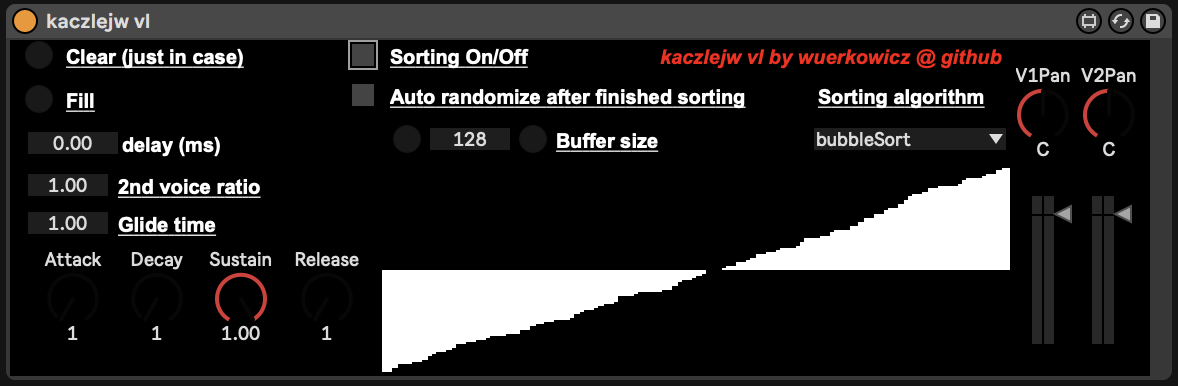 kaczlejw vl
Clear (just in case)
Sorting On/Off
kaczlejw vl by wuerkowicz @ github
V1Pan
V2Pan
Fill
Auto randomize after finished sorting
Sorting algorithm
0.00 delay (ms)
128 Buffer size
bubbleSort
C
C
1.00 2nd voice ratio
1.00 Glide time
Attack
Decay
Sustain
Release
1
1
1.00
1